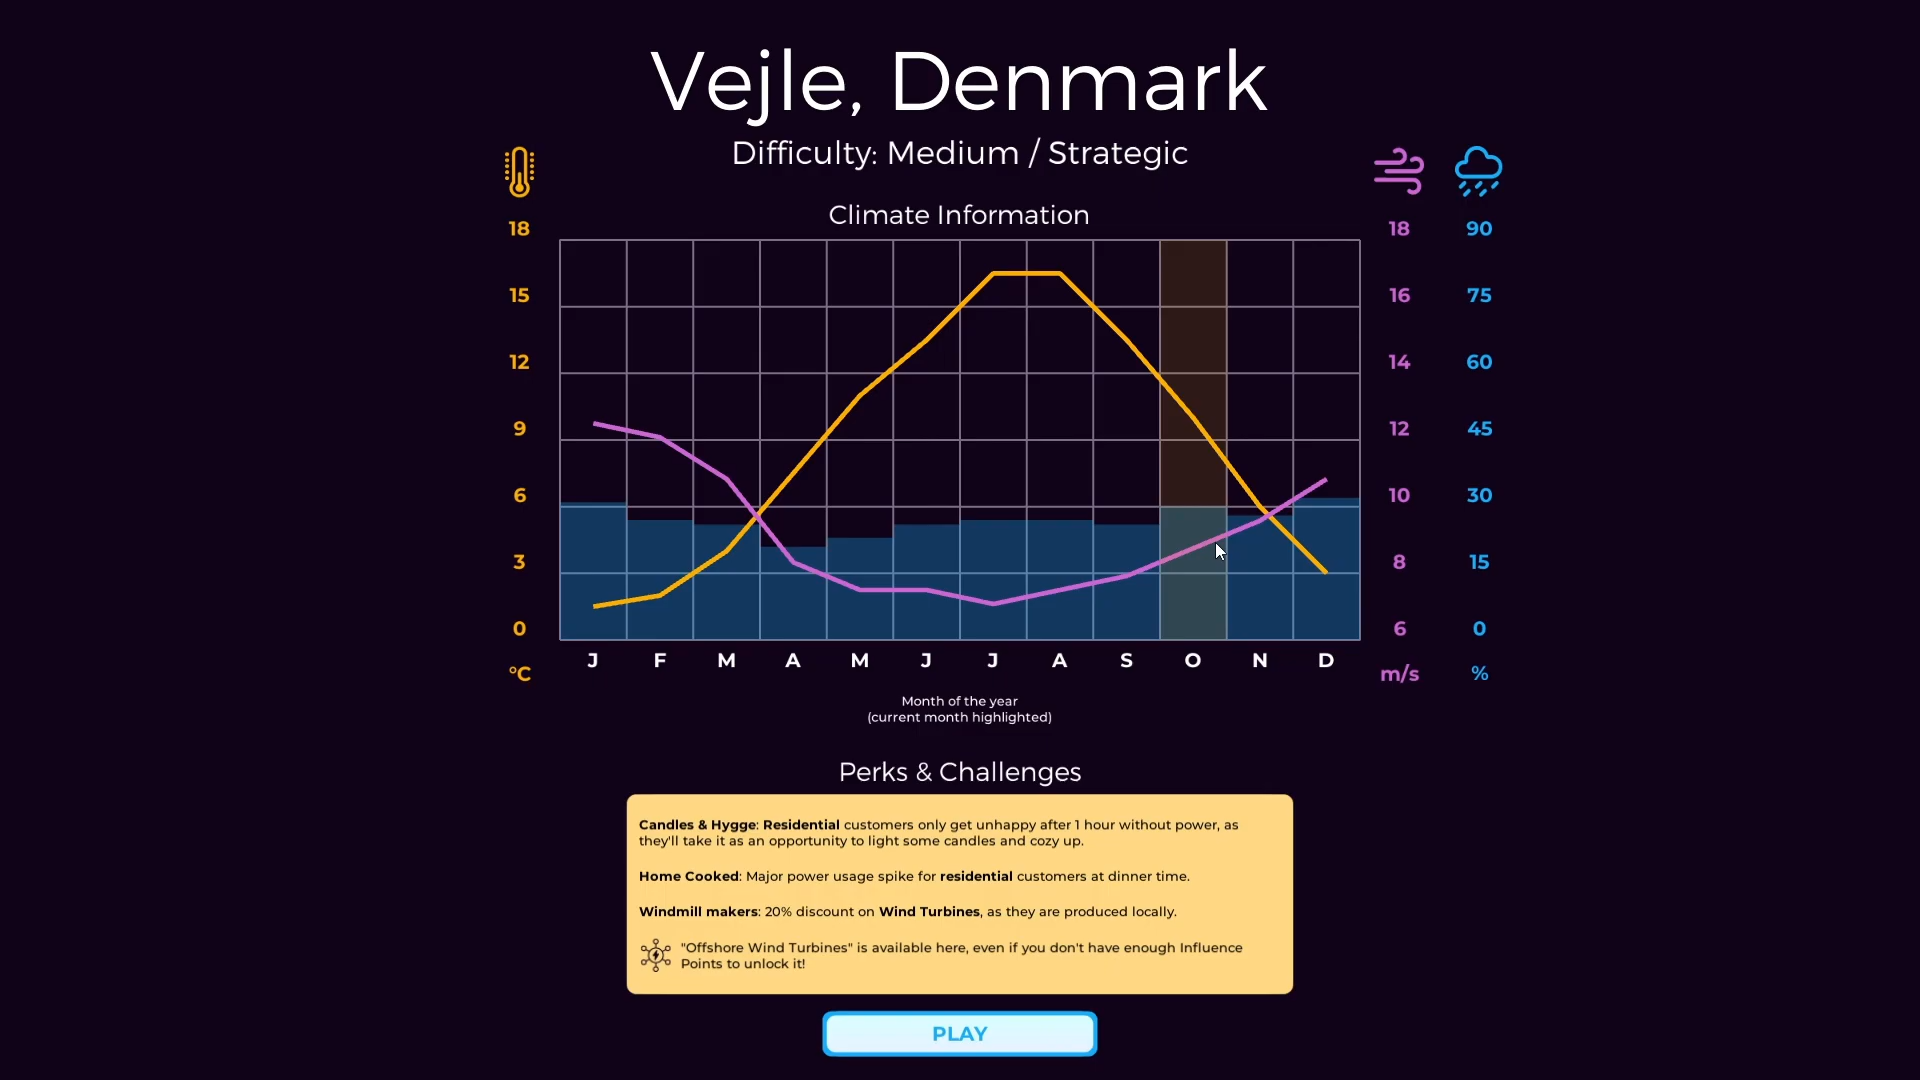 Vejle, Denmark
Difficulty: Medium / Strategic
Climate Information
18
15
12
9
6
3
0
°C
18
16
14
12
10
8
6
m/s
90
75
60
45
30
15
0
%
J F M A M J J A S O N D
Month of the year
(current month highlighted)
Perks & Challenges
Candles & Hygge: Residential customers only get unhappy after 1 hour without power, as
they'll take it as an opportunity to light some candles and cozy up.
Home Cooked: Major power usage spike for residential customers at dinner time.
Windmill makers: 20% discount on Wind Turbines, as they are produced locally.
"Offshore Wind Turbines" is available here, even if you don't have enough Influence
Points to unlock it!
PLAY